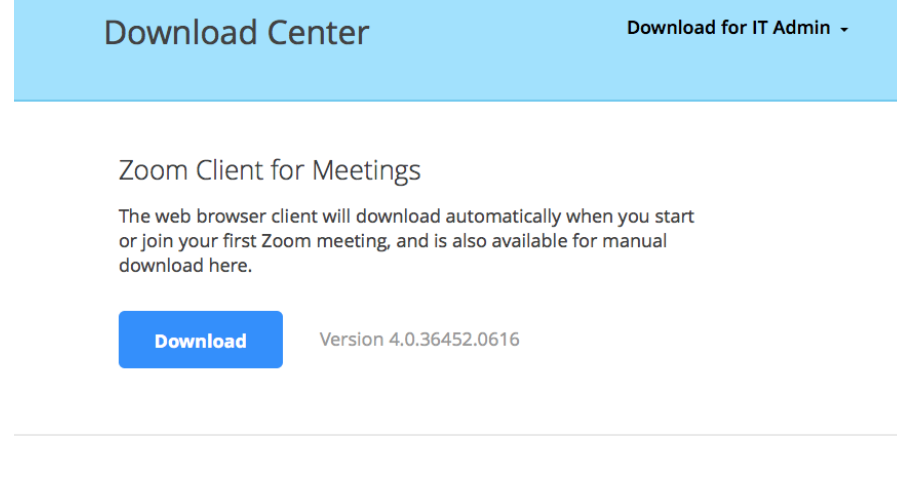 Download Center
Download for IT Admin
Zoom Client for Meetings
The web browser client will download automatically when you start
or join your first Zoom meeting, and is also available for manual
download here.
Download
Version 4.0.36452.0616